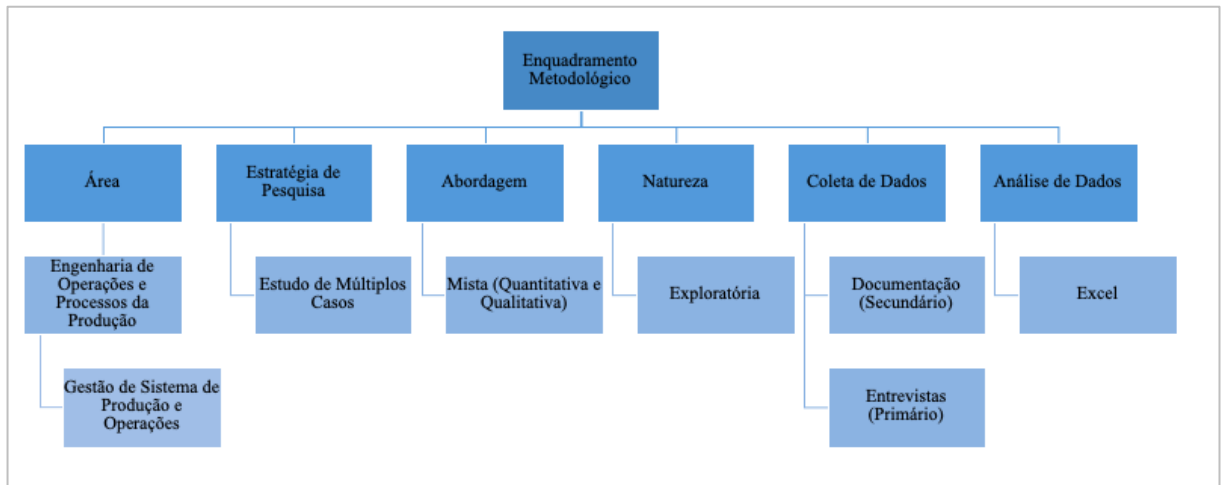 Enquadramento
Metodológico
Área
Estratégia de
Pesquisa
Abordagem
Natureza
Coleta de Dados
Análise de Dados
Engenharia de
Operações e
Processos da
Produção
Estudo de Múltiplos
Casos
Mista (Quantitativa e
Qualitativa)
Exploratória
Documentação
(Secundário)
Excel
Gestão de Sistema de
Produção e
Operações
Entrevistas
(Primário)